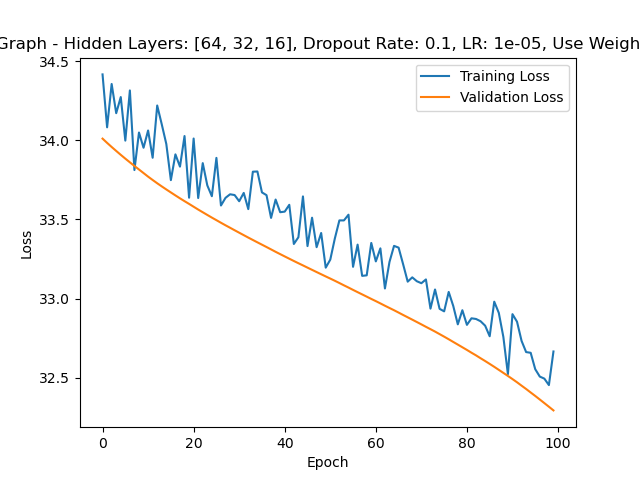 Graph - Hidden Layers: [64, 32, 16], Dropout Rate: 0.1, LR: 1e-05, Use Weigh
Training Loss
Validation Loss
34.5
34.0
33.5
33.0
32.5
Loss
0 20 40 60 80 100
Epoch